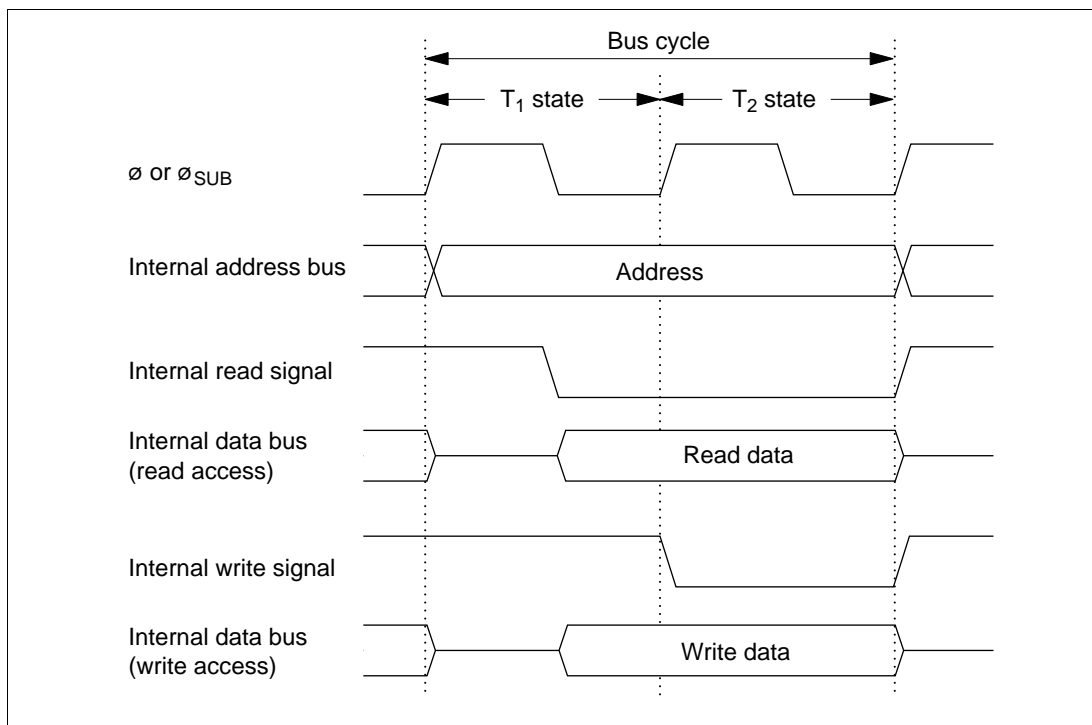 Bus cycle
T1 state
T2 state
ø or øSUB
Internal address bus
Address
Internal read signal
Internal data bus
(read access)
Read data
Internal write signal
Internal data bus
(write access)
Write data